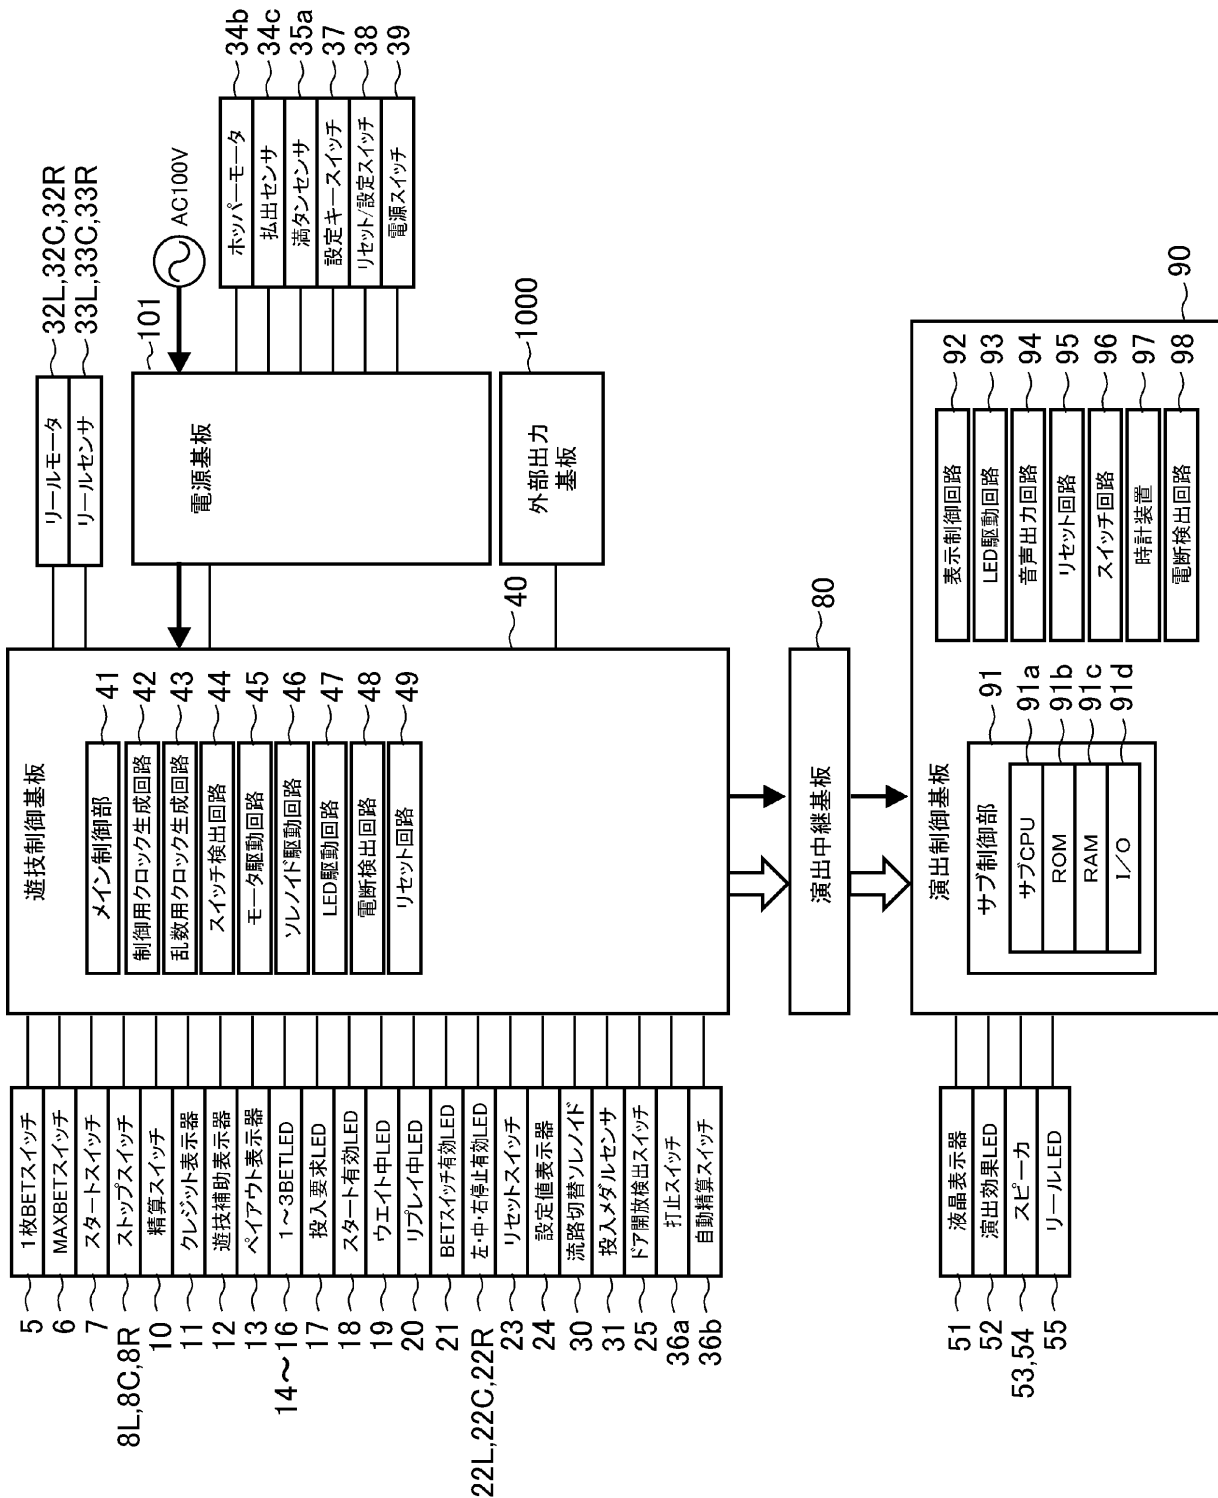 5 1枚BETスイッチ
6 MAXBETスイッチ
7 スタートスイッチ
8L,8C,8R ストップスイッチ
10 精算スイッチ
11 クレジット表示器
12 遊技補助表示器
13 ペイアウト表示器
14～16 1～3BETLED
17 投入要求LED
18 スタート有効LED
19 ウエイト中LED
20 リプレイ中LED
21 BETスイッチ有効LED
22L,22C,22R 左・中・右停止有効LED
23 リセットスイッチ
24 設定値表示器
30 流路切替ソレノイド
31 投入メダルセンサ
25 ドア開放検出スイッチ
36a 打止スイッチ
36b 自動精算スイッチ
遊技制御基板
40
メイン制御部 41
制御用クロック生成回路 42
乱数用クロック生成回路 43
スイッチ検出回路 44
モータ駆動回路 45
ソレノイド駆動回路 46
LED駆動回路 47
電断検出回路 48
リセット回路 49
リールモータ 32L,32C,32R
リールセンサ 33L,33C,33R
電源基板
101
AC100V
ホッパーモータ 34b
払出センサ 34c
満タンセンサ 35a
設定キースイッチ 37
リセット/設定スイッチ 38
電源スイッチ 39
外部出力
基板
1000
演出中継基板
80
51 液晶表示器
52 演出効果LED
53,54 スピーカ
55 リールLED
演出制御基板
90
サブ制御部
91
サブCPU 91a
ROM 91b
RAM 91c
I/O 91d
表示制御回路 92
LED駆動回路 93
音声出力回路 94
リセット回路 95
スイッチ回路 96
時計装置 97
電断検出回路 98